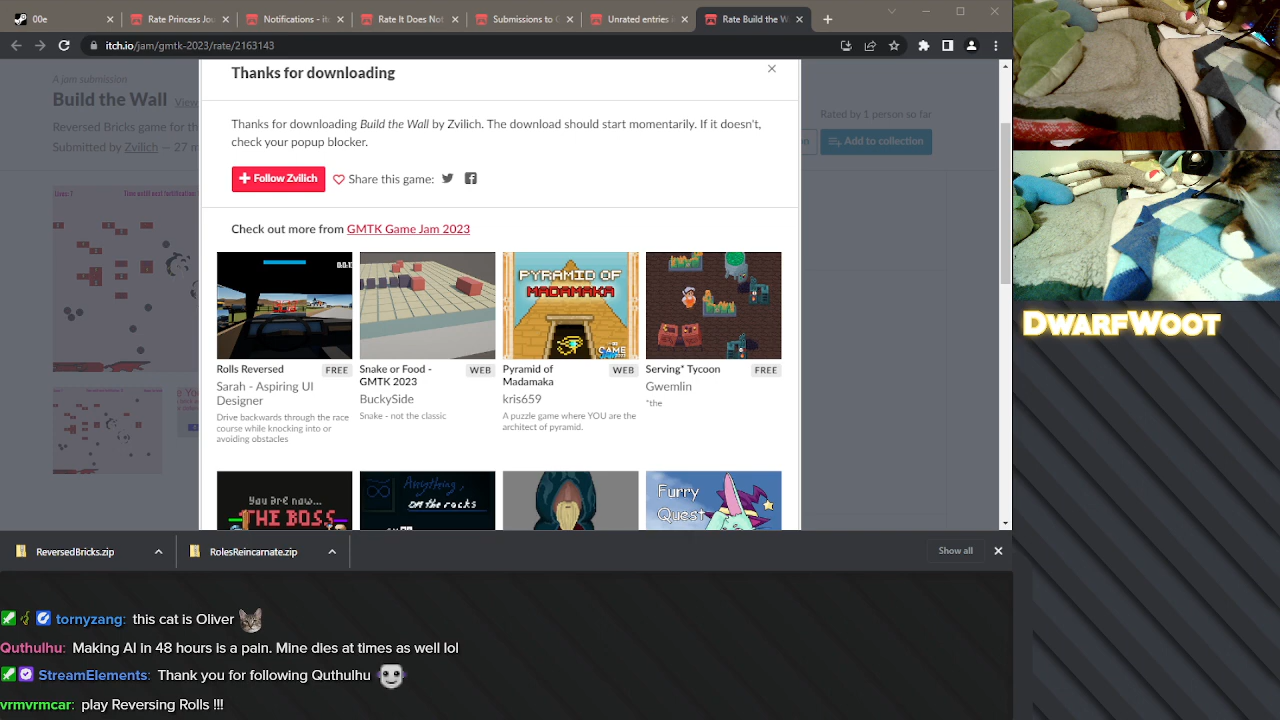 00e
Rate Princess Jou
Notifications - itc
Rate It Does Not
Submissions to G
Unrated entries i
Rate Build the W
itch.io/jam/gmtk-2023/rate/2163143
A jam submission
Build the Wall
View
Reversed Bricks game for th
Submitted by Zvilich — 27 m
Rated by 1 person so far
on
Add to collection
Thanks for downloading
Thanks for downloading Build the Wall by Zvilich. The download should start momentarily. If it doesn't,
check your popup blocker.
Follow Zvilich
Share this game:
Check out more from GMTK Game Jam 2023
PYRAMID OF
MADAMAKA
GAME
Rolls Reversed
FREE
Sarah - Aspiring UI
Designer
Drive backwards through the race
course while knocking into or
avoiding obstacles
Snake or Food -
GMTK 2023
WEB
BuckySide
Snake - not the classic
Pyramid of
Madamaka
WEB
kris659
A puzzle game where YOU are the
architect of pyramid.
Serving* Tycoon
FREE
Gwemlin
*the
You are now...
THE BOSS
Anything,
on the rocks
Furry
Quest
ReversedBricks.zip
RolesReincarnate.zip
Show all
tornyzang: this cat is Oliver
Quthulhu: Making AI in 48 hours is a pain. Mine dies at times as well lol
StreamElements: Thank you for following Quthulhu
vrmvrmcar: play Reversing Rolls !!!
DwarfWoot